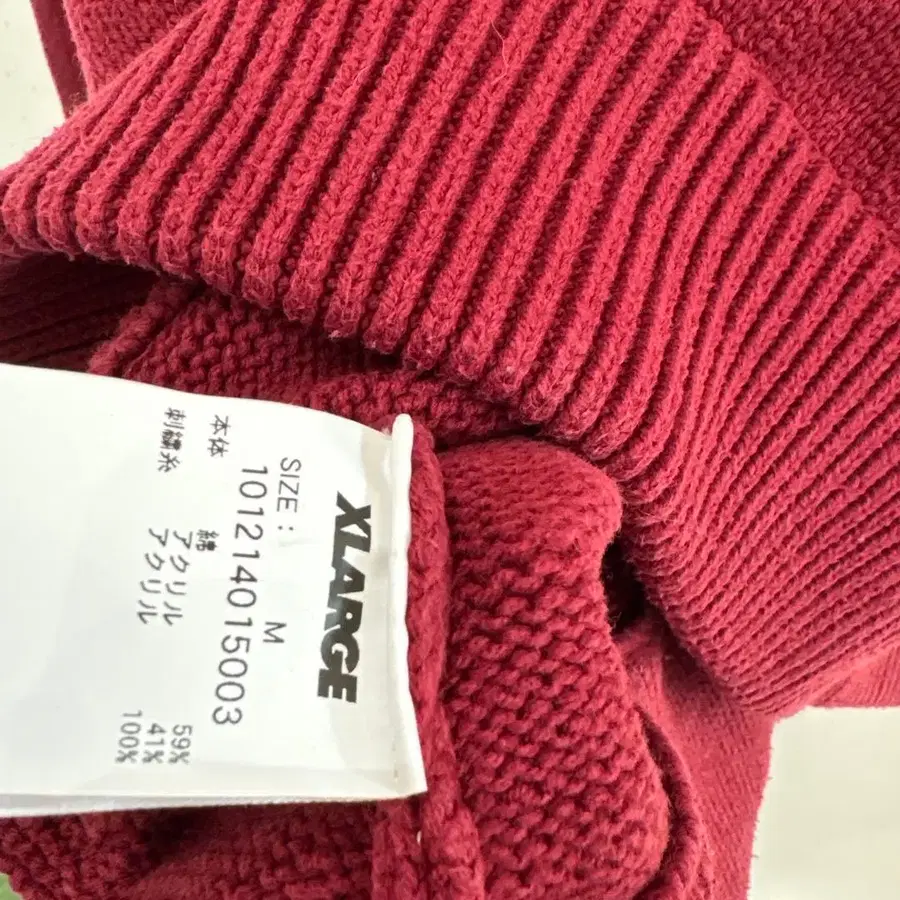 XLARGE
SIZE: M
101214015003
本体 綿 59%
アクリル 41%
刺繍糸 アクリル 100%